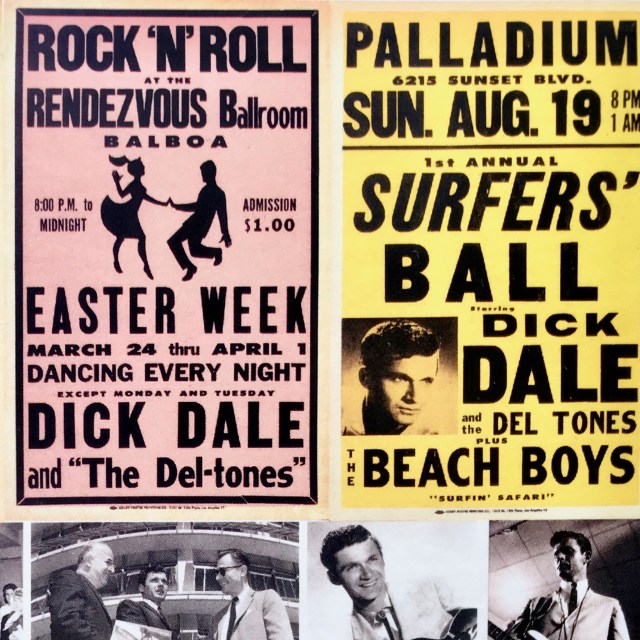 ROCK 'N' ROLL
AT THE
RENDEZVOUS Ballroom
BALBOA
8:00 P.M. to
MIDNIGHT
ADMISSION
$1.00
EASTER WEEK
MARCH 24 thru APRIL 1
DANCING EVERY NIGHT
EXCEPT MONDAY AND TUESDAY
DICK DALE
and "The Del-tones"
PALLADIUM
6215 SUNSET BLVD.
SUN. AUG. 19
8 PM
1 AM
1st ANNUAL
SURFERS'
BALL
Starring
DICK
DALE
and the DEL TONES
PLUS
THE BEACH BOYS
"SURFIN' SAFARI"